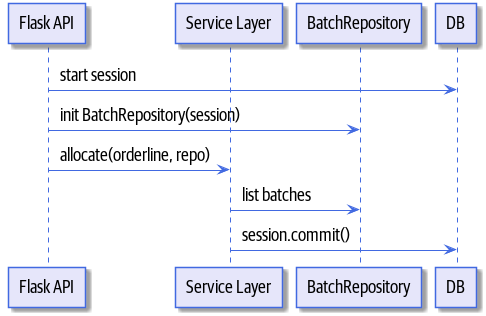 Flask API
Service Layer
BatchRepository
DB
start session
init BatchRepository(session)
allocate(orderline, repo)
list batches
session.commit()
Flask API
Service Layer
BatchRepository
DB